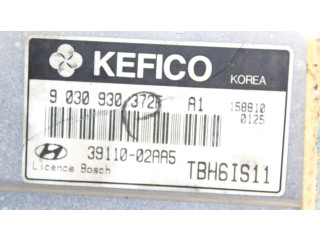 KEFICO
KOREA
9 030 930 372F A1 158810
0125
39110-02AA5
Licence Bosch TBH6IS11